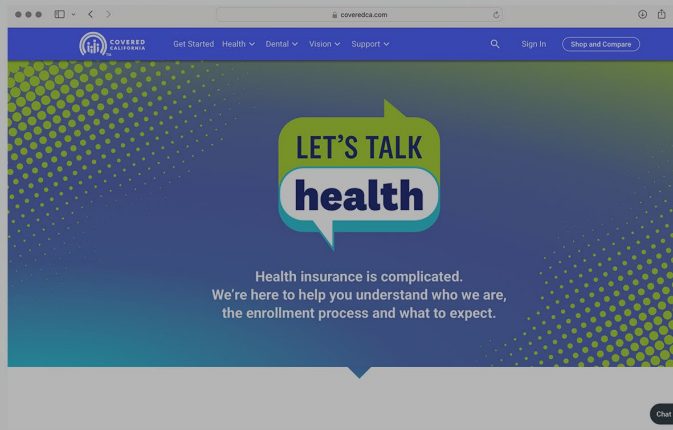 coveredca.com
COVERED
CALIFORNIA
TM
Get Started Health Dental Vision Support Sign In Shop and Compare
LET'S TALK
health
Health insurance is complicated.
We're here to help you understand who we are,
the enrollment process and what to expect.
Chat